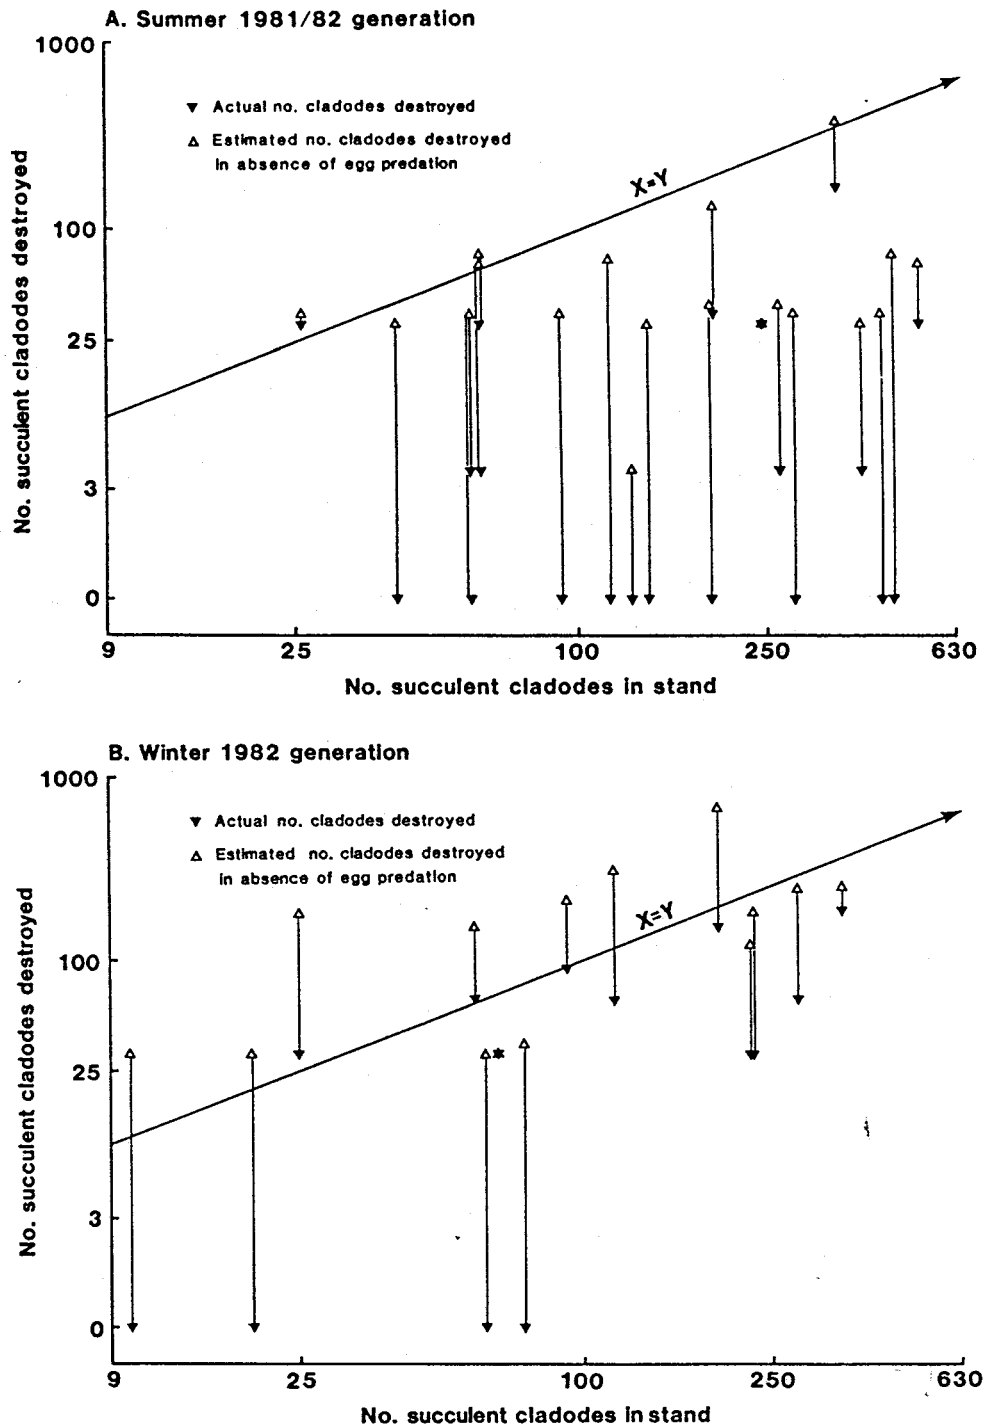 A. Summer 1981/82 generation
1000
▼ Actual no. cladodes destroyed
△ Estimated no. cladodes destroyed
in absence of egg predation
X=Y
100
25
3
0
No. succulent cladodes destroyed
9 25 100 250 630
No. succulent cladodes in stand
B. Winter 1982 generation
1000
▼ Actual no. cladodes destroyed
△ Estimated no. cladodes destroyed
in absence of egg predation
X=Y
100
25
3
0
No. succulent cladodes destroyed
9 25 100 250 630
No. succulent cladodes in stand